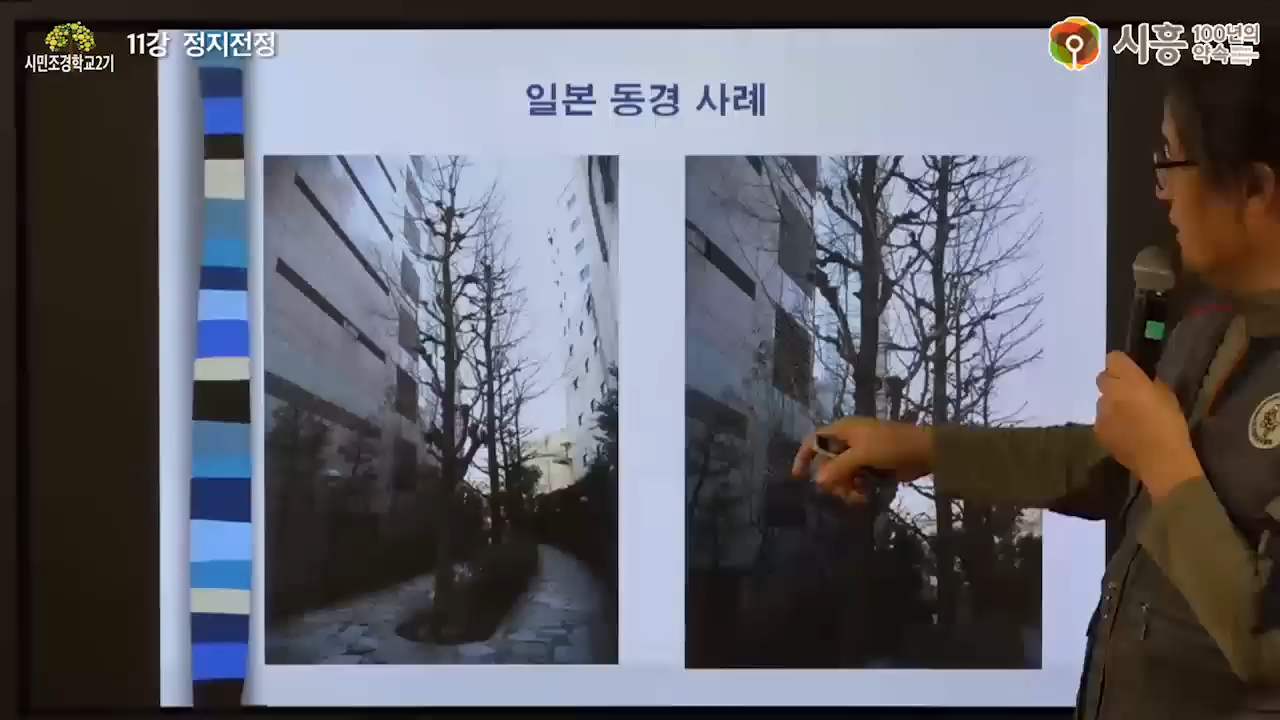 시민조경학교2기
11강 정지전정
시흥 100년의
약속
일본 동경 사례